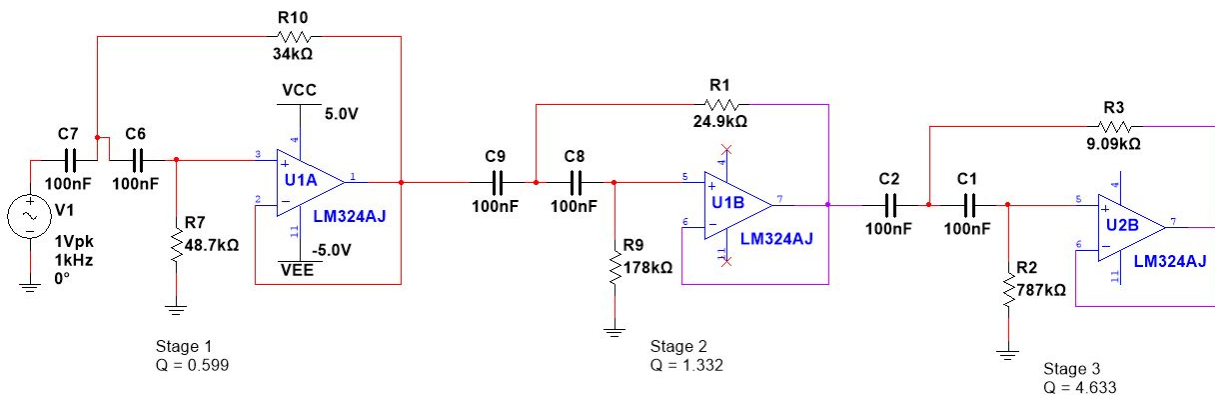 R10
34kΩ
VCC
5.0V
C7
100nF
C6
100nF
4
3
+
U1A
1
2
−
LM324AJ
11
-5.0V
VEE
V1
+
1Vpk
1kHz
0°
R7
48.7kΩ
Stage 1
Q = 0.599
R1
24.9kΩ
C9
100nF
C8
100nF
4
5
+
U1B
7
6
−
LM324AJ
11
R9
178kΩ
Stage 2
Q = 1.332
R3
9.09kΩ
C2
100nF
C1
100nF
4
5
+
U2B
7
6
−
LM324AJ
11
R2
787kΩ
Stage 3
Q = 4.633